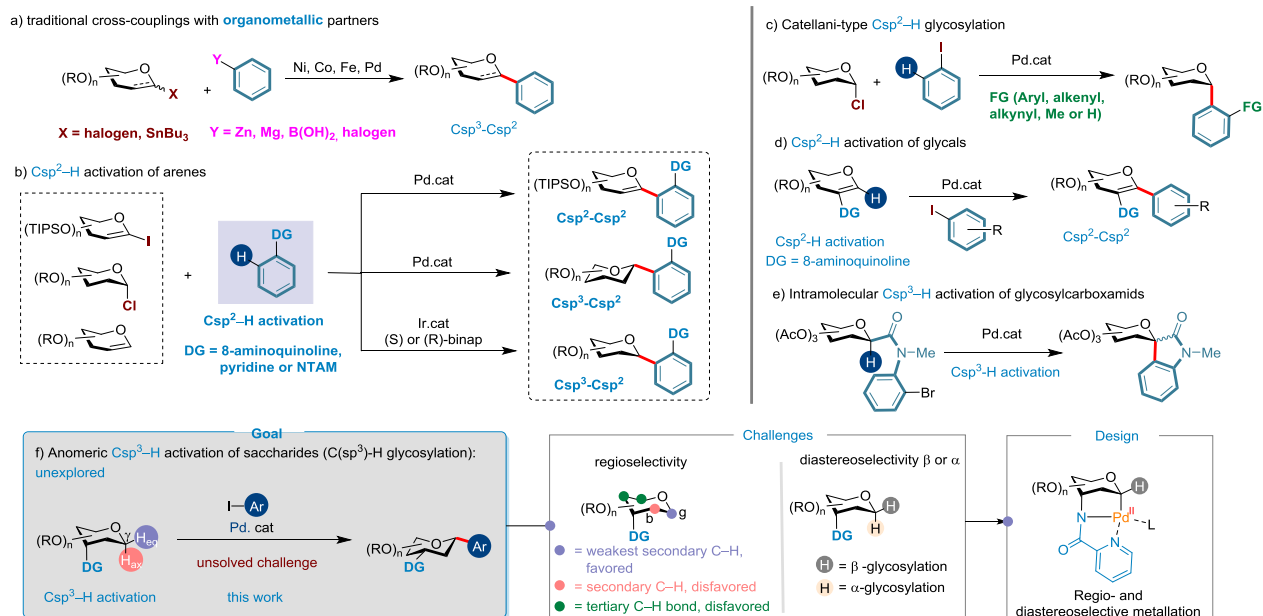 a) traditional cross-couplings with organometallic partners
(RO)n
O
X
+
Y
Ni, Co, Fe, Pd
(RO)n
O
X = halogen, SnBu3
Y = Zn, Mg, B(OH)2, halogen
Csp3-Csp2
b) Csp2–H activation of arenes
(TIPSO)n
O
I
(RO)n
O
Cl
(RO)n
O
+
DG
H
Csp2–H activation
DG = 8-aminoquinoline,
pyridine or NTAM
Pd.cat
Pd.cat
Ir.cat
(S) or (R)-binap
(TIPSO)n
O
DG
Csp2-Csp2
(RO)n
O
DG
Csp3-Csp2
(RO)n
O
DG
Csp3-Csp2
c) Catellani-type Csp2–H glycosylation
(RO)n
O
Cl
+
H
I
Pd.cat
FG (Aryl, alkenyl,
alkynyl, Me or H)
(RO)n
O
FG
d) Csp2–H activation of glycals
(RO)n
O
H
DG
Csp2-H activation
DG = 8-aminoquinoline
Pd.cat
I
R
(RO)n
O
DG
R
Csp2-Csp2
e) Intramolecular Csp3–H activation of glycosylcarboxamids
(AcO)3
O
O
H
N
Me
Br
Pd.cat
Csp3-H activation
(AcO)3
O
O
N
Me
Goal
f) Anomeric Csp3–H activation of saccharides (C(sp3)-H glycosylation):
unexplored
(RO)n
O
γ
Heq
Hax
DG
Csp3–H activation
I
Ar
Pd. cat
unsolved challenge
this work
(RO)n
O
DG
Ar
Challenges
regioselectivity
(RO)n
O
b
g
DG
= weakest secondary C–H,
favored
= secondary C–H, disfavored
= tertiary C–H bond, disfavored
diastereoselectivity β or α
(RO)n
O
H
H
DG
H = β -glycosylation
H = α-glycosylation
Design
(RO)n
O
H
N
PdII
L
O
N
Regio- and
diastereoselective metallation